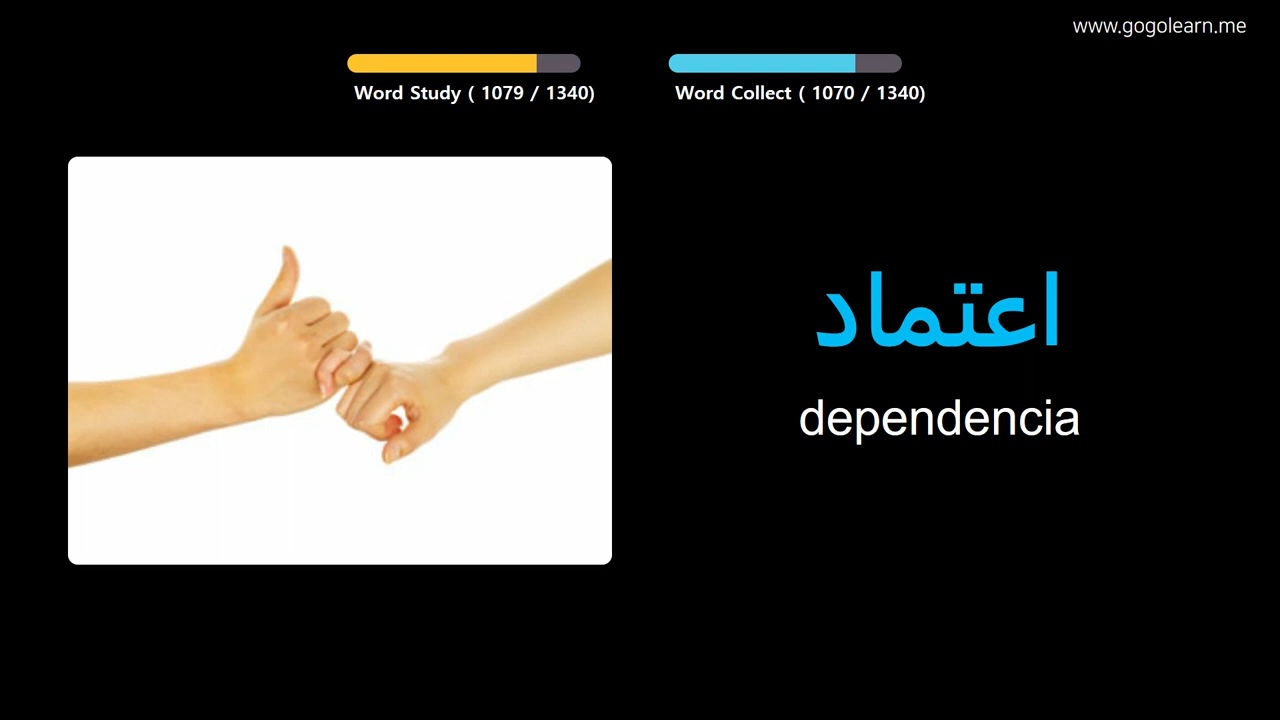 www.gogolearn.me
Word Study ( 1079 / 1340)
Word Collect ( 1070 / 1340)
اعتماد
dependencia